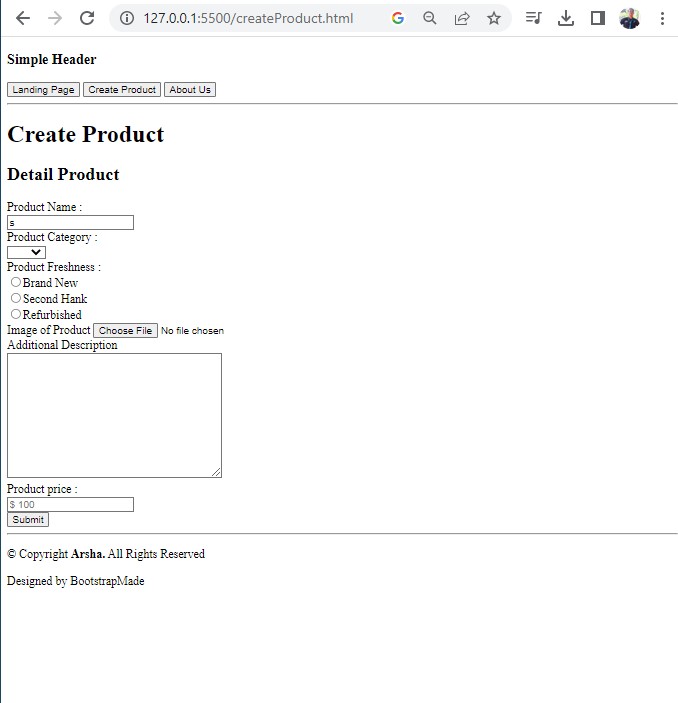 127.0.0.1:5500/createProduct.html
Simple Header
Landing Page Create Product About Us
Create Product
Detail Product
Product Name :
s
Product Category :
Product Freshness :
Brand New
Second Hank
Refurbished
Image of Product Choose File No file chosen
Additional Description
Product price :
$ 100
Submit
© Copyright Arsha. All Rights Reserved
Designed by BootstrapMade